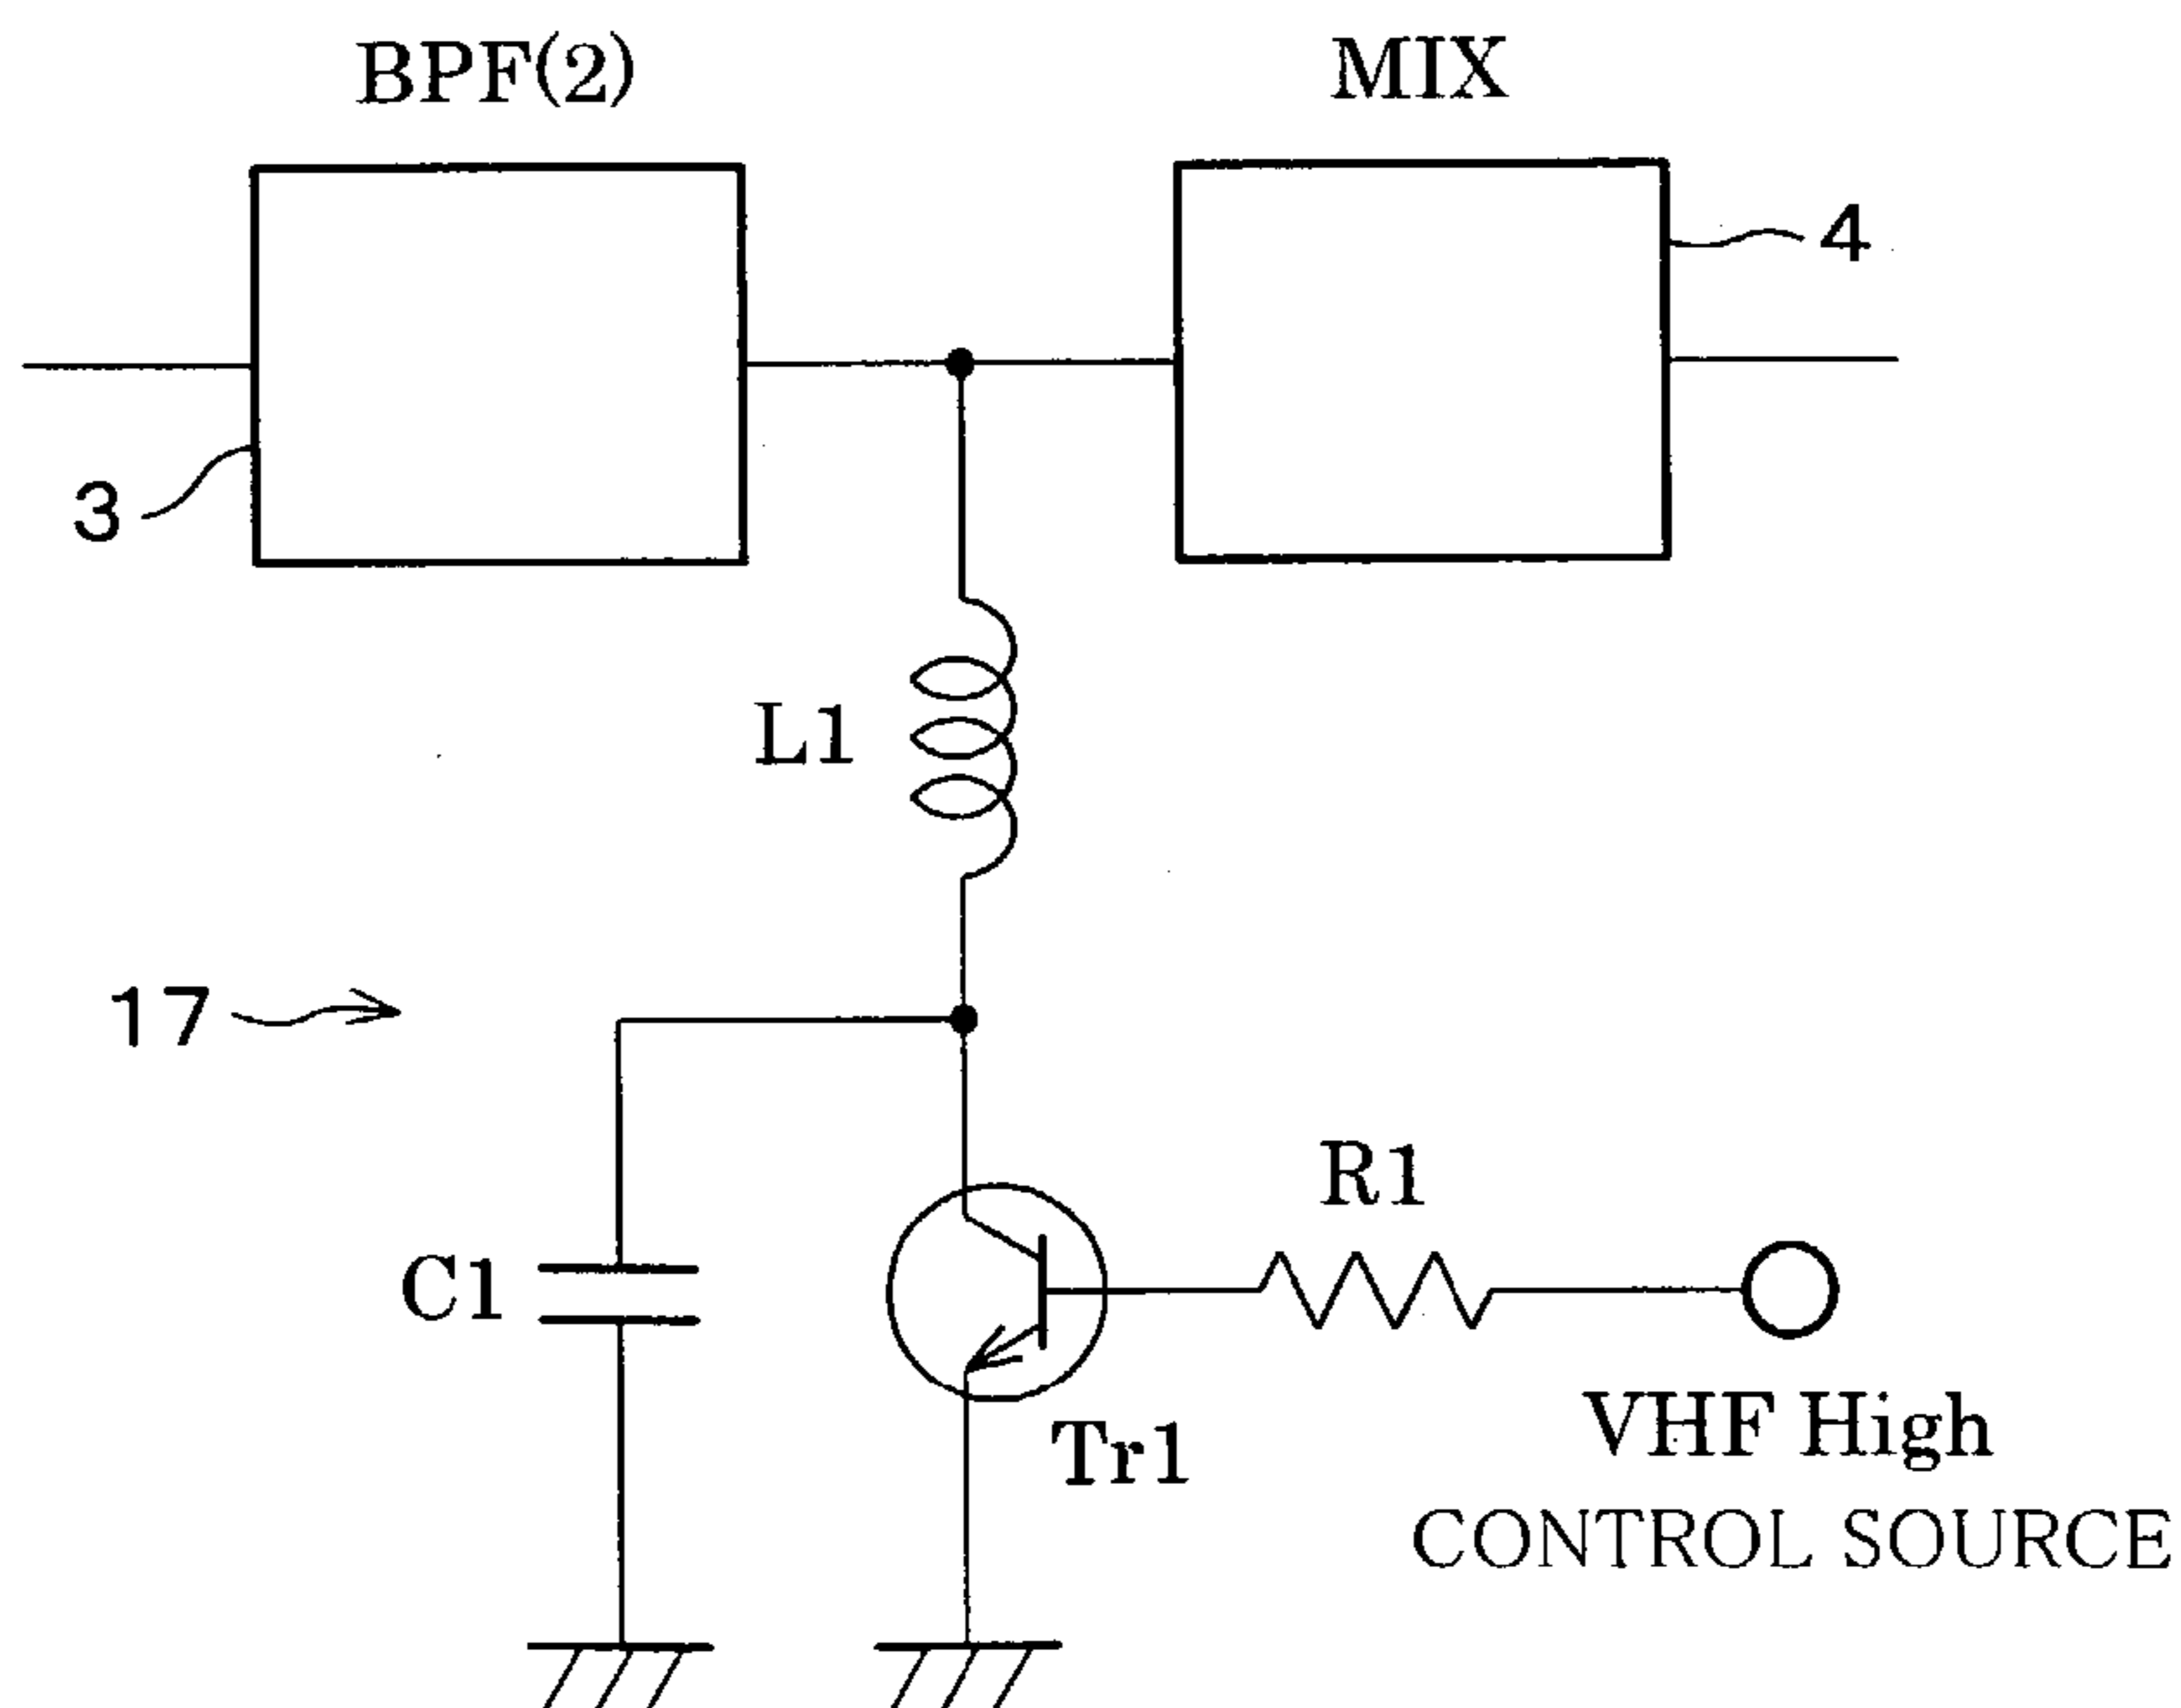 BPF(2)
MIX
4
3
L1
17
R1
C1
Tr1
VHF High
CONTROL SOURCE